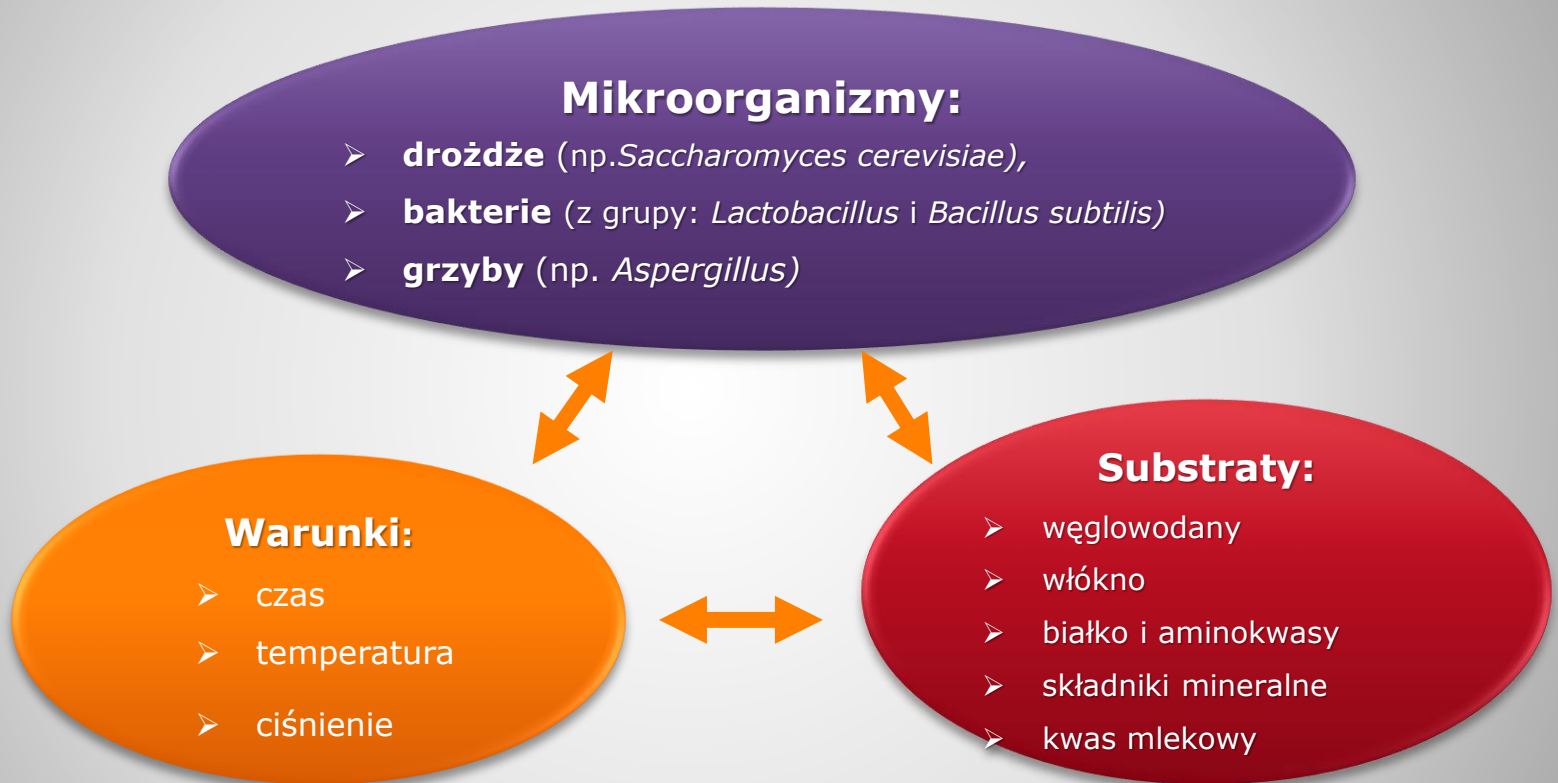 Mikroorganizmy:
➢ drożdże (np.Saccharomyces cerevisiae),
➢ bakterie (z grupy: Lactobacillus i Bacillus subtilis)
➢ grzyby (np. Aspergillus)
Warunki:
➢ czas
➢ temperatura
➢ ciśnienie
Substraty:
➢ węglowodany
➢ włókno
➢ białko i aminokwasy
➢ składniki mineralne
➢ kwas mlekowy